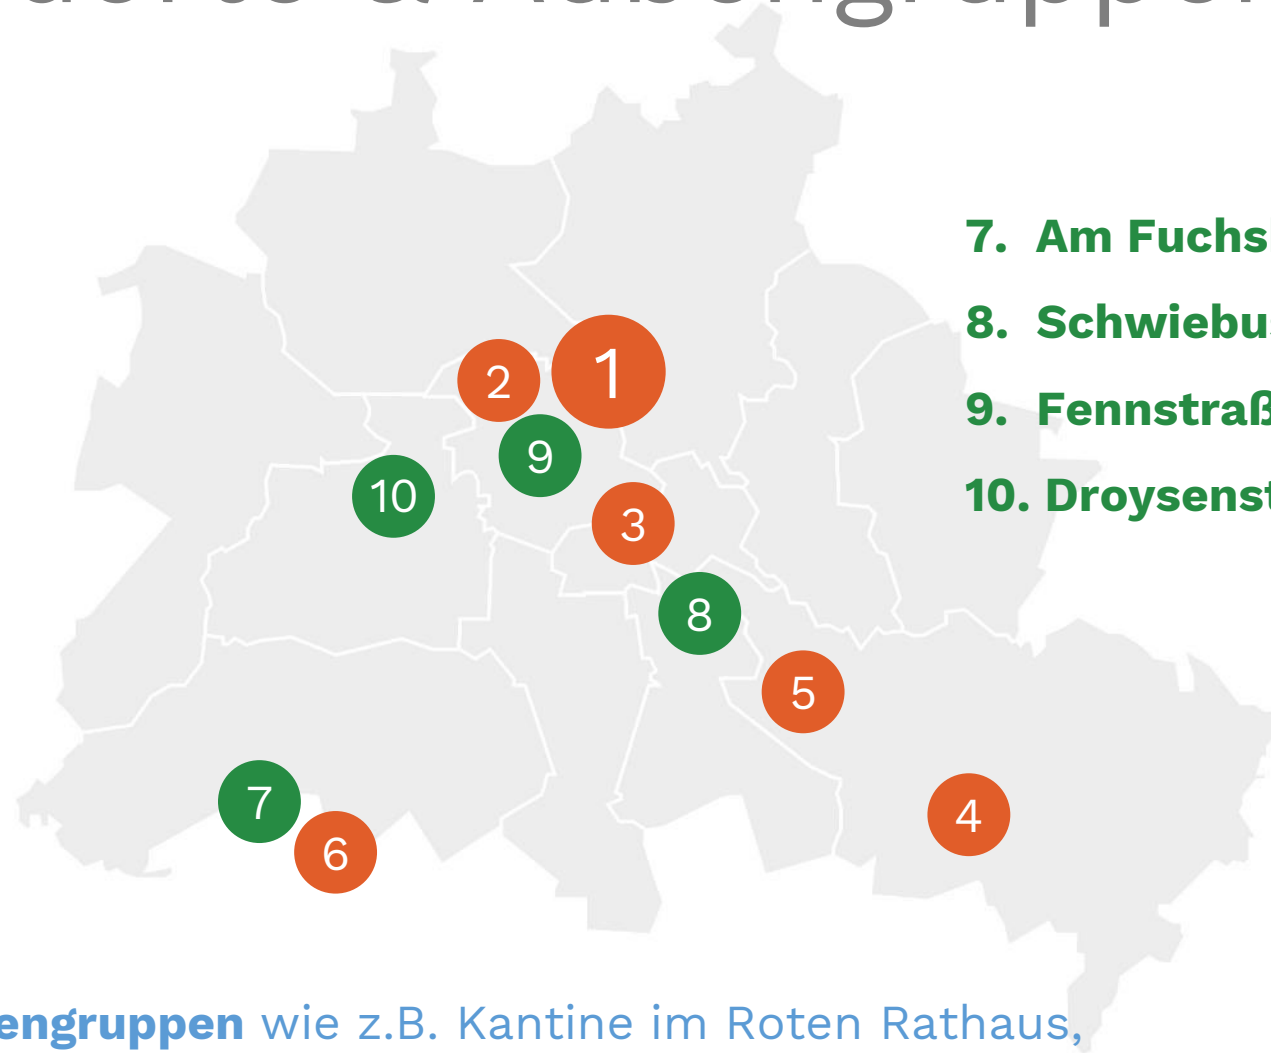 2
1
7. Am Fuchs
8. Schwiebus
9. Fennstraß
10. Droysenst
9
10
3
8
5
7
6
4
engruppen wie z.B. Kantine im Roten Rathaus,